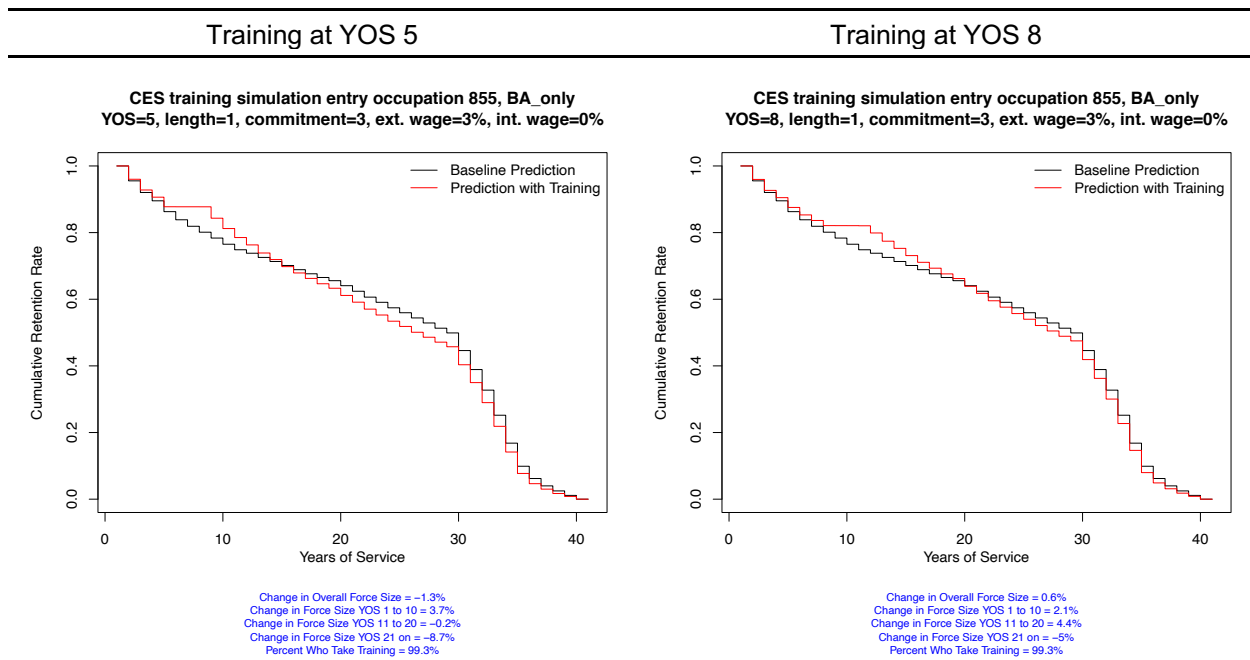 Training at YOS 5
Training at YOS 8
CES training simulation entry occupation 855, BA_only
YOS=5, length=1, commitment=3, ext. wage=3%, int. wage=0%
Baseline Prediction
Prediction with Training
Cumulative Retention Rate
1.0
0.8
0.6
0.4
0.2
0.0
0 10 20 30 40
Years of Service
Change in Overall Force Size = −1.3%
Change in Force Size YOS 1 to 10 = 3.7%
Change in Force Size YOS 11 to 20 = −0.2%
Change in Force Size YOS 21 on = −8.7%
Percent Who Take Training = 99.3%
CES training simulation entry occupation 855, BA_only
YOS=8, length=1, commitment=3, ext. wage=3%, int. wage=0%
Baseline Prediction
Prediction with Training
Cumulative Retention Rate
1.0
0.8
0.6
0.4
0.2
0.0
0 10 20 30 40
Years of Service
Change in Overall Force Size = 0.6%
Change in Force Size YOS 1 to 10 = 2.1%
Change in Force Size YOS 11 to 20 = 4.4%
Change in Force Size YOS 21 on = −5%
Percent Who Take Training = 99.3%